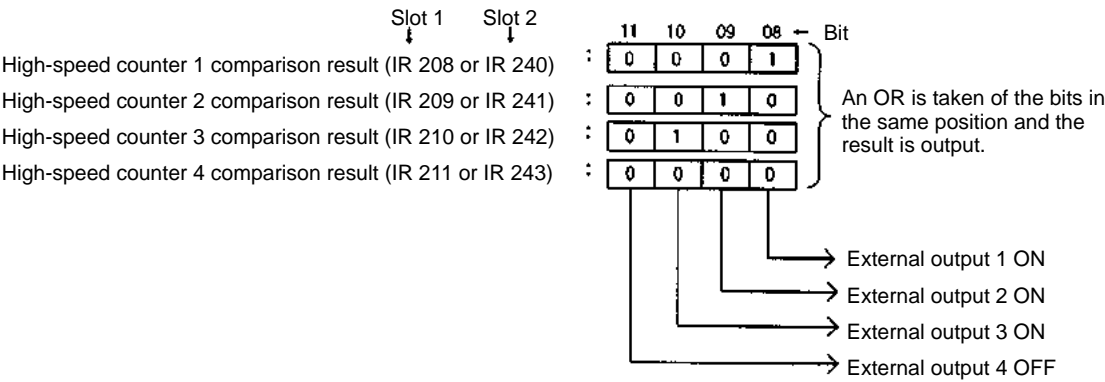 Slot 1 Slot 2
11 10 09 08 ← Bit
High-speed counter 1 comparison result (IR 208 or IR 240) : 0 0 0 1
High-speed counter 2 comparison result (IR 209 or IR 241) : 0 0 1 0
High-speed counter 3 comparison result (IR 210 or IR 242) : 0 1 0 0
High-speed counter 4 comparison result (IR 211 or IR 243) : 0 0 0 0
An OR is taken of the bits in
the same position and the
result is output.
External output 1 ON
External output 2 ON
External output 3 ON
External output 4 OFF